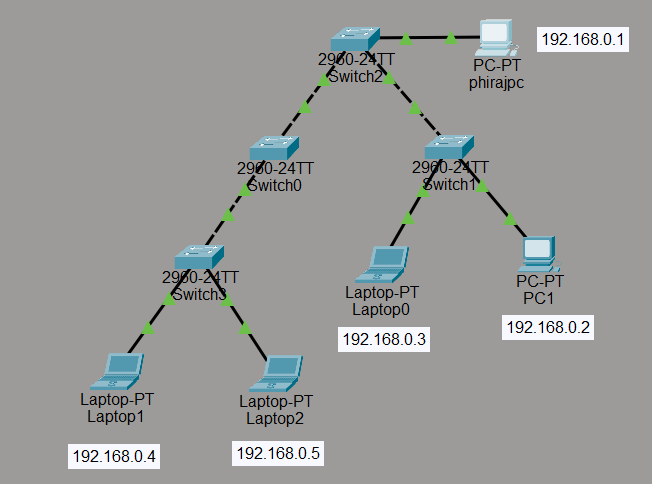 2960-24TT
Switch2
PC-PT
phirajpc
192.168.0.1
2960-24TT
Switch0
2960-24TT
Switch1
2960-24TT
Switch3
Laptop-PT
Laptop0
192.168.0.3
PC-PT
PC1
192.168.0.2
Laptop-PT
Laptop1
192.168.0.4
Laptop-PT
Laptop2
192.168.0.5